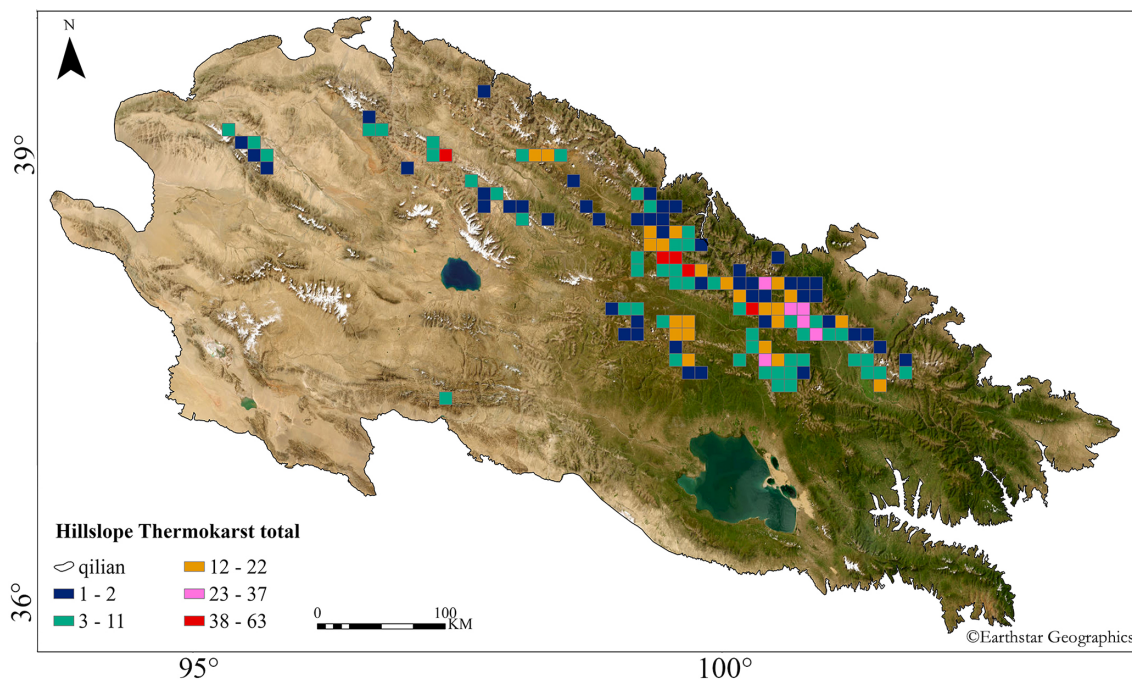 N
39°
36°
Hillslope Thermokarst total
qilian
1 - 2
3 - 11
12 - 22
23 - 37
38 - 63
0 100
KM
©Earthstar Geographics
95° 100°